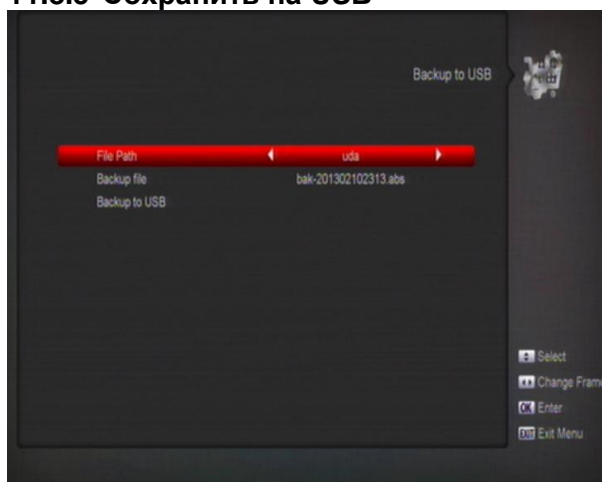 Сохранить на USB
Backup to USB
File Path uda
Backup file bak-201302102313.abs
Backup to USB
Select
Change Frame
OK Enter
EXIT Exit Menu